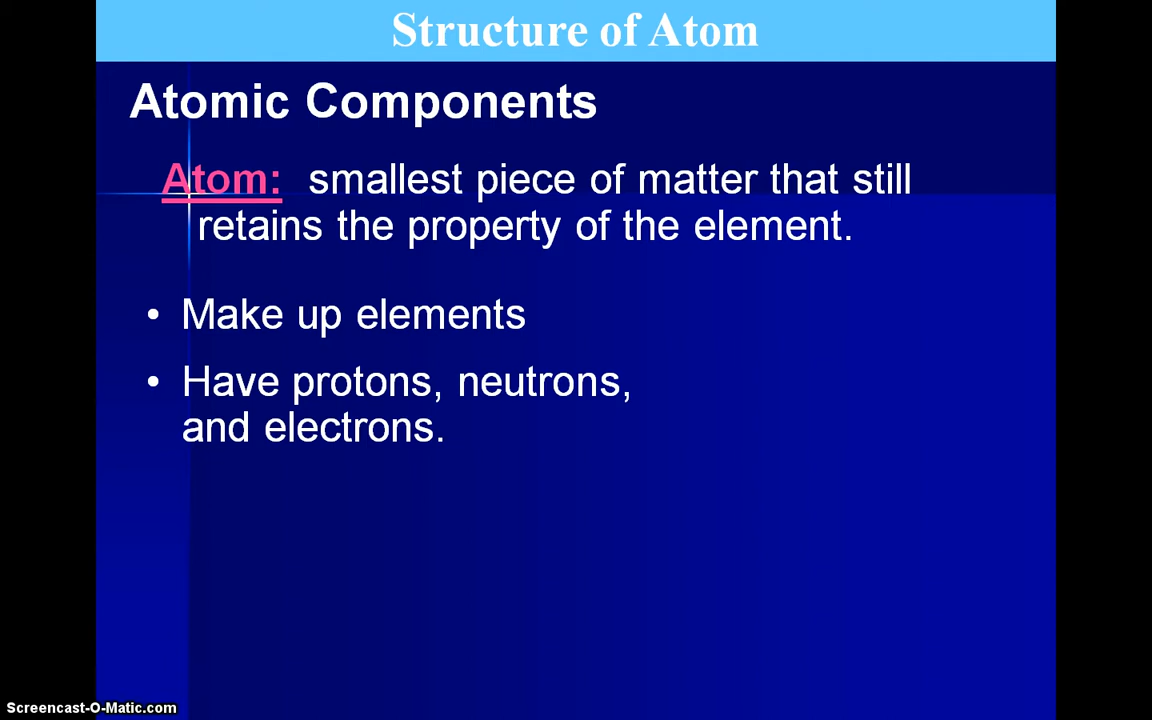 Structure of Atom
Atomic Components
Atom: smallest piece of matter that still
retains the property of the element.
• Make up elements
• Have protons, neutrons,
and electrons.
Screencast-O-Matic.com